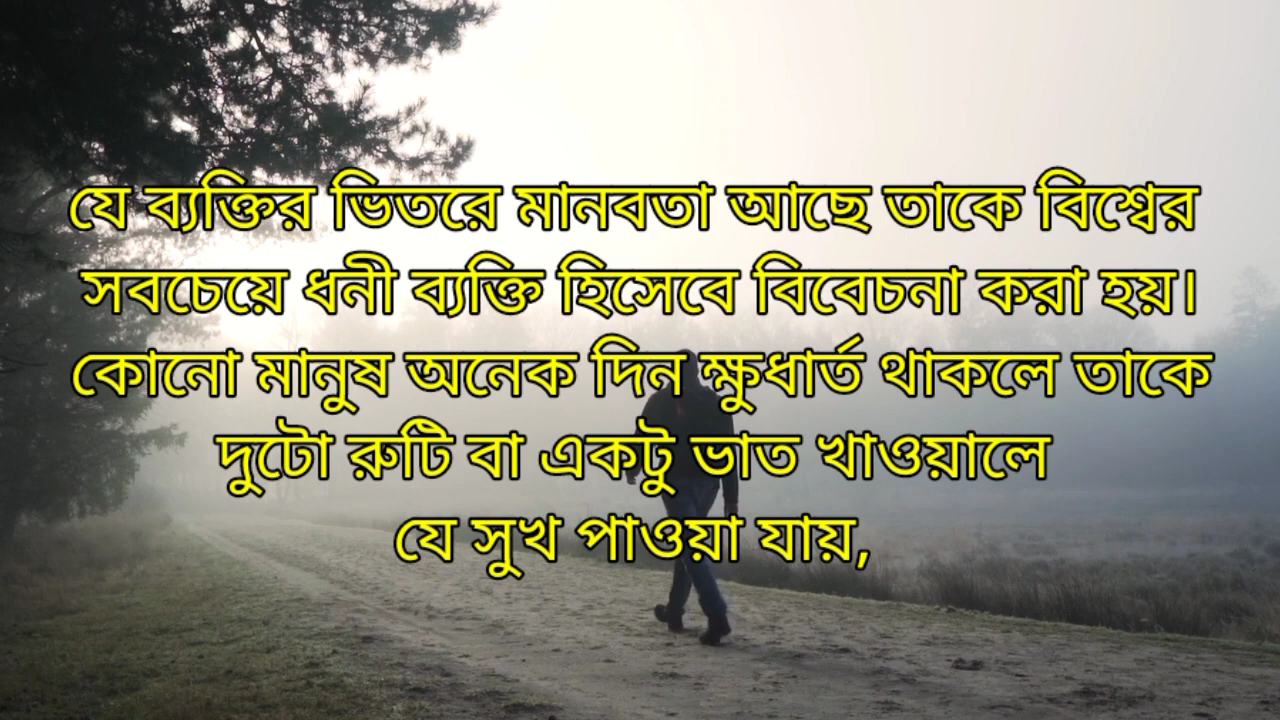 যে ব্যক্তির ভিতরে মানবতা আছে তাকে বিশ্বের
সবচেয়ে ধনী ব্যক্তি হিসেবে বিবেচনা করা হয়।
কোনো মানুষ অনেক দিন ক্ষুধার্ত থাকলে তাকে
দুটো রুটি বা একটু ভাত খাওয়ালে
যে সুখ পাওয়া যায়,